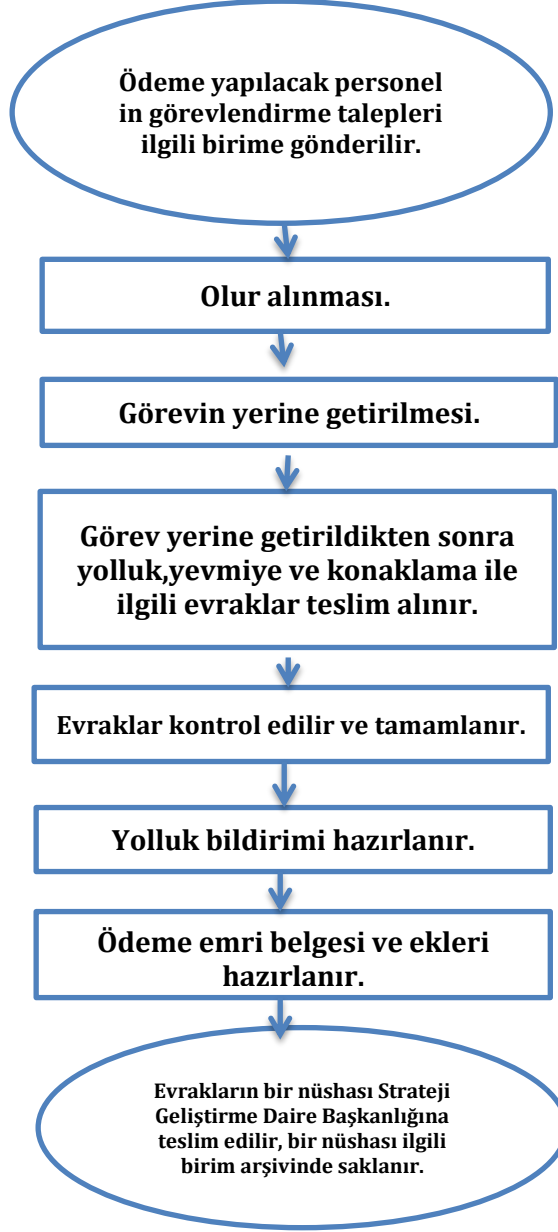 Ödeme yapılacak personel
in görevlendirme talepleri
ilgili birime gönderilir.
Olur alınması.
Görevin yerine getirilmesi.
Görev yerine getirildikten sonra
yolluk,yevmiye ve konaklama ile
ilgili evraklar teslim alınır.
Evraklar kontrol edilir ve tamamlanır.
Yolluk bildirimi hazırlanır.
Ödeme emri belgesi ve ekleri
hazırlanır.
Evrakların bir nüshası Strateji
Geliştirme Daire Başkanlığına
teslim edilir, bir nüshası ilgili
birim arşivinde saklanır.